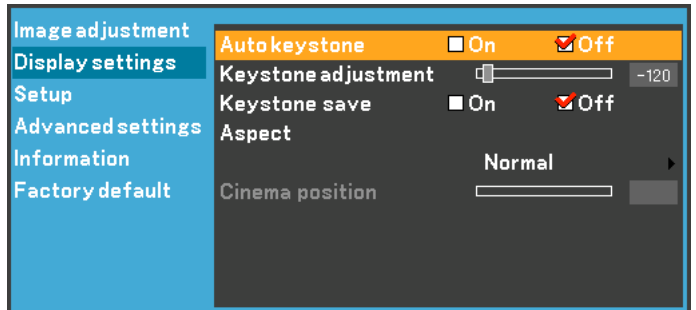 Image adjustment
Display settings
Setup
Advanced settings
Information
Factory default
Auto keystone On Off
Keystone adjustment -120
Keystone save On Off
Aspect
Normal
Cinema position